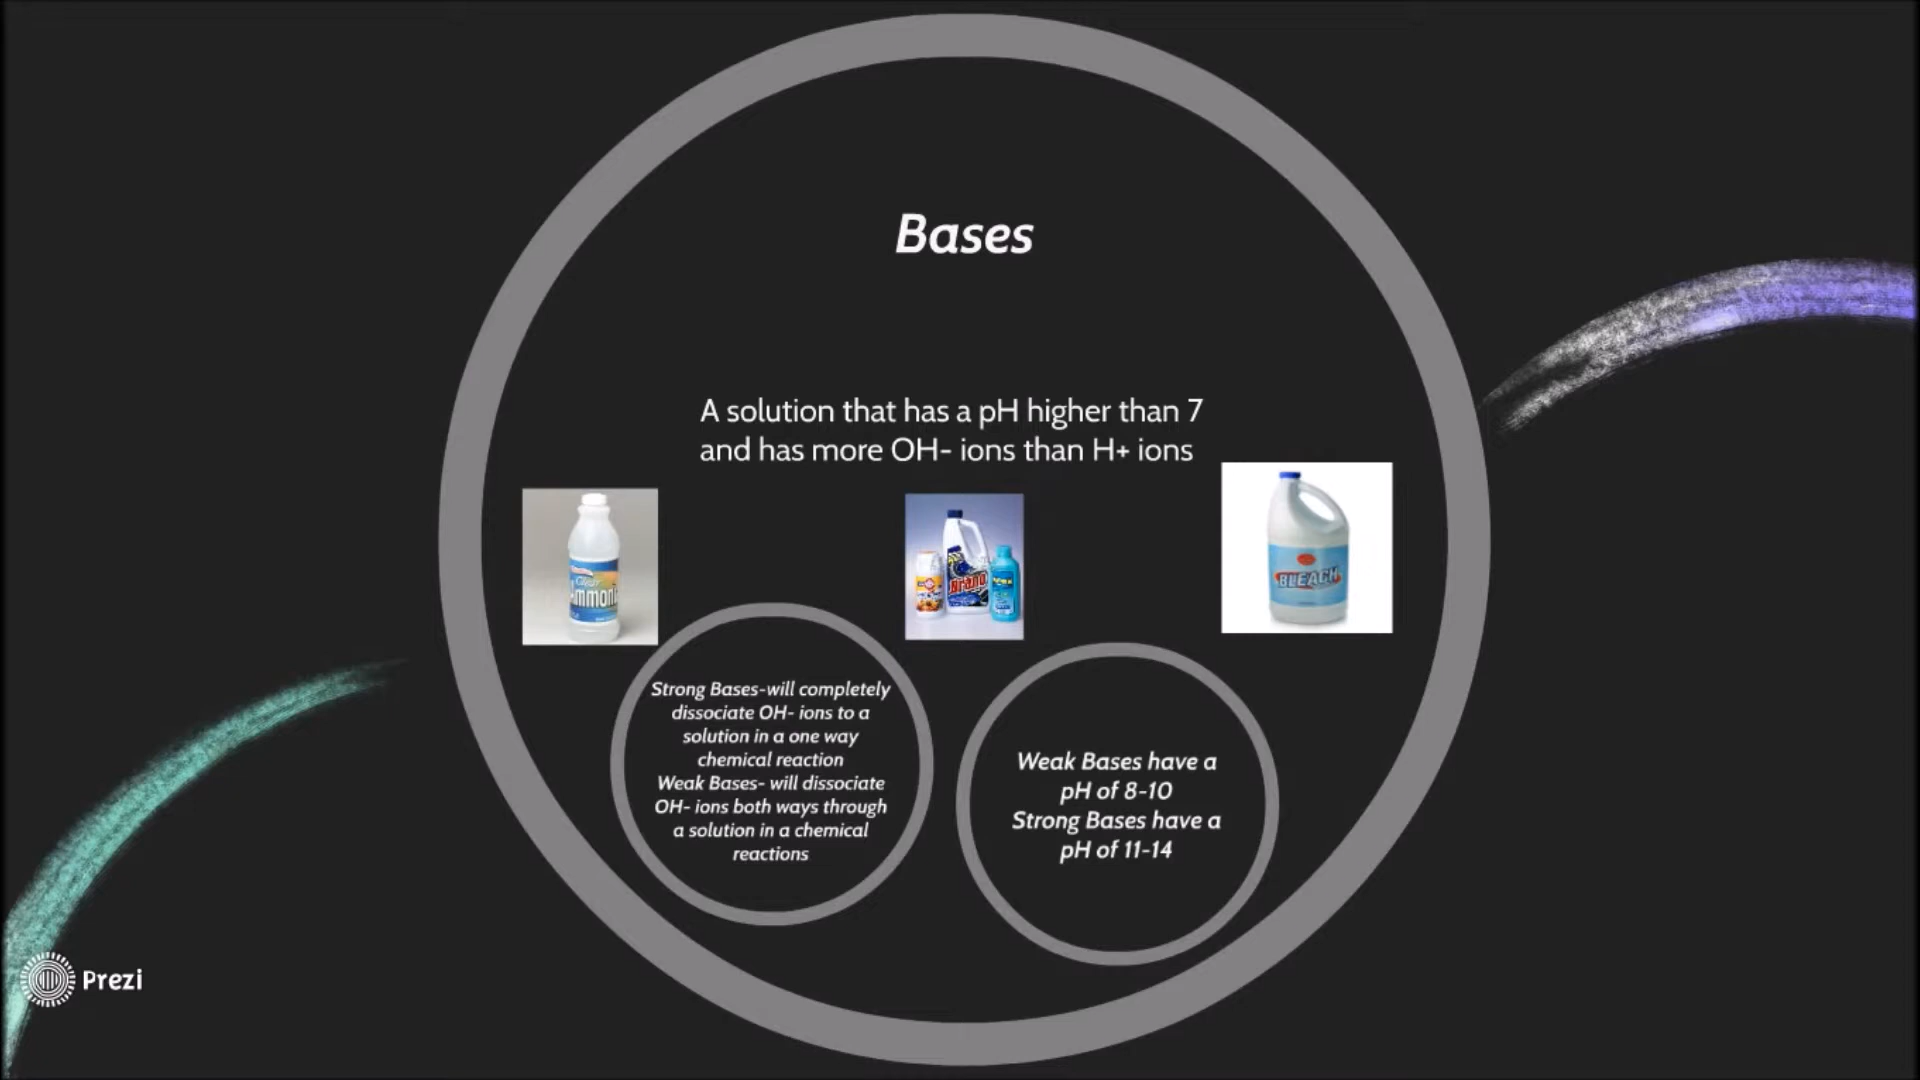 Bases
A solution that has a pH higher than 7
and has more OH- ions than H+ ions
Clear
mmoni
Drano
BLEACH
Strong Bases-will completely
dissociate OH- ions to a
solution in a one way
chemical reaction
Weak Bases- will dissociate
OH- ions both ways through
a solution in a chemical
reactions
Weak Bases have a
pH of 8-10
Strong Bases have a
pH of 11-14
Prezi